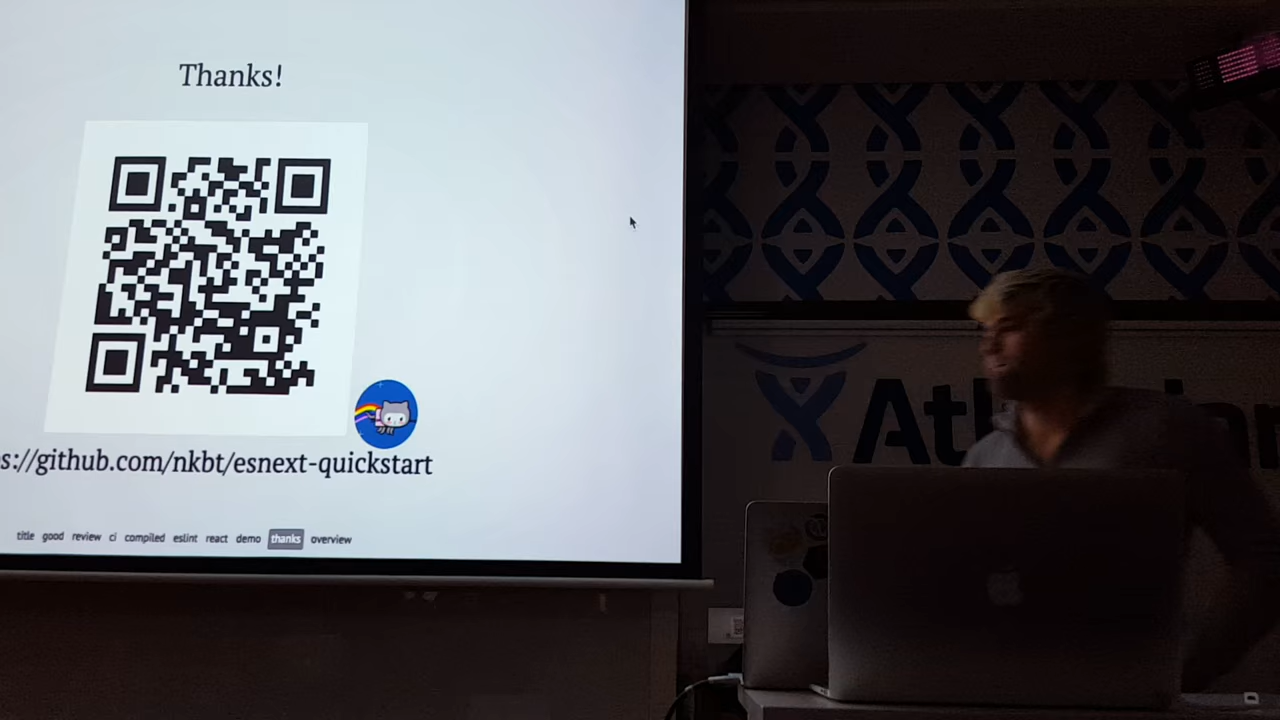 Thanks!
s://github.com/nkbt/esnext-quickstart
title good review ci compiled eslint react demo thanks overview